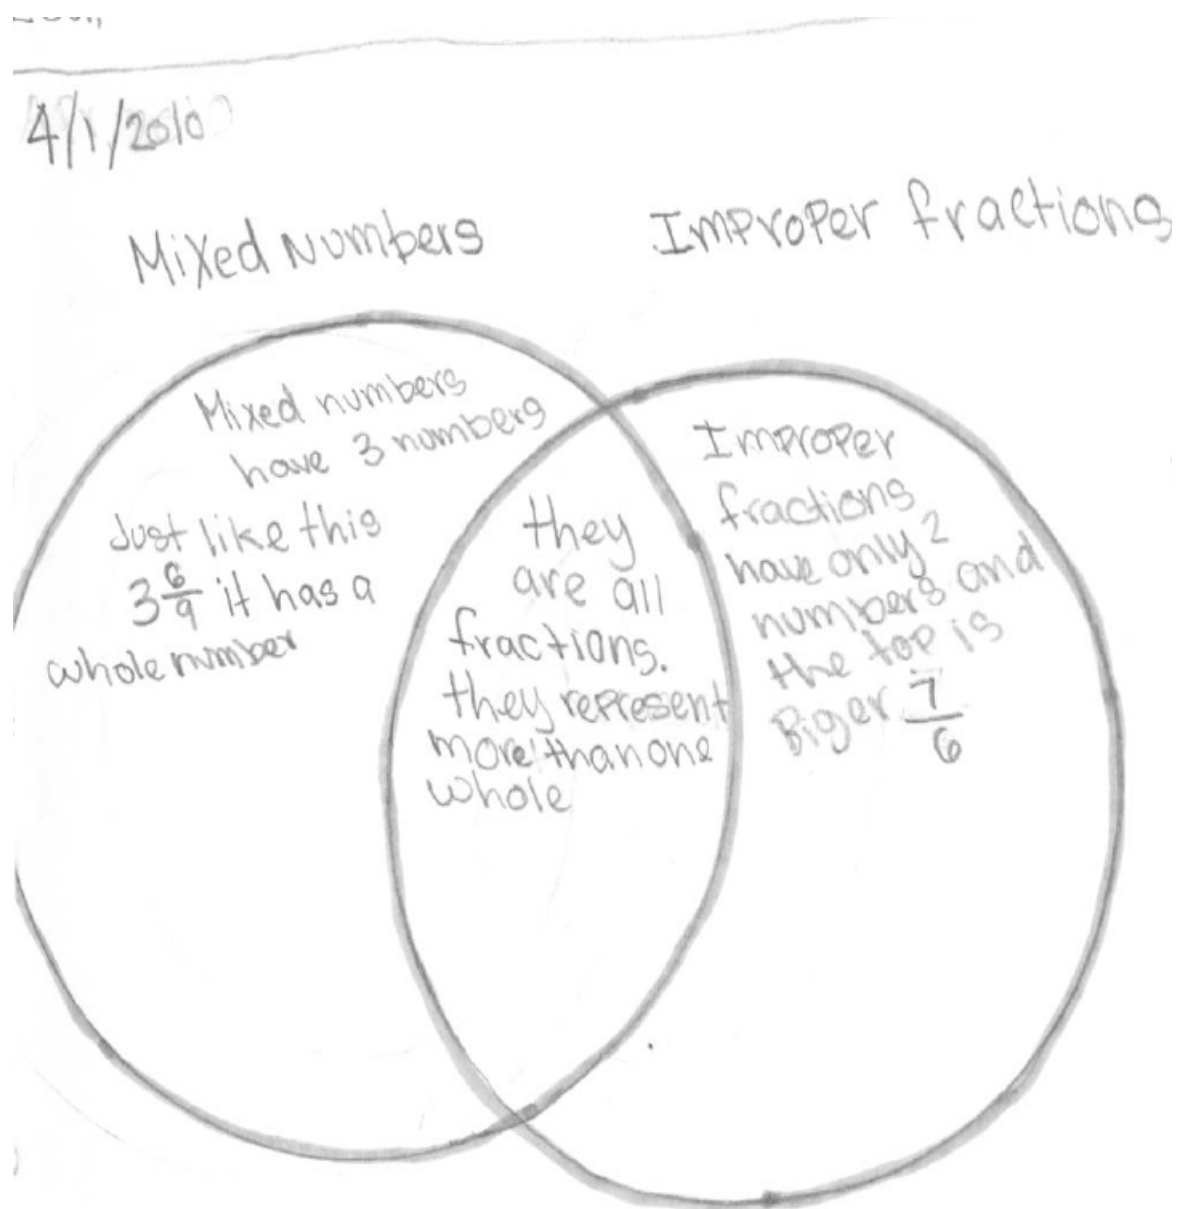 4/1/2010
Mixed Numbers
Improper fractions
Mixed numbers
have 3 numbers
Just like this
3 6/9 it has a
whole number
they
are all
fractions.
they represent
more than one
whole
Improper
fractions
have only 2
numbers and
the top is
Biger 7/6